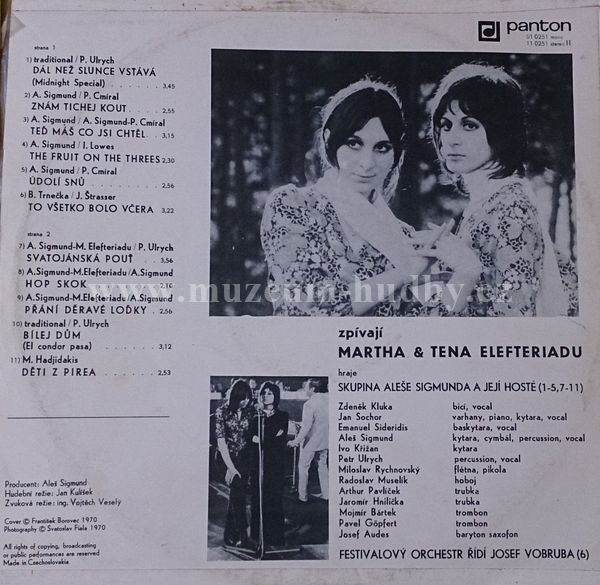 panton
01 0251 mono
11 0251 stereo
strana 1
1) traditional / P. Ulrych
DÁL NEŽ SLUNCE VSTÁVÁ
(Midnight Special) . . . . . . 3,45
2) A. Sigmund / P. Cmíral
ZNÁM TICHEJ KOUT . . . . 2,55
3) A. Sigmund / A. Sigmund-P. Cmíral
TEĎ MÁŠ CO JSI CHTĚL . . 3,15
4) A. Sigmund / I. Lowes
THE FRUIT ON THE THREES 2,30
5) A. Sigmund / P. Cmíral
ÚDOLÍ SNŮ . . . . . . . 2,56
6) B. Trnečka / J. Štrasser
TO VŠETKO BOLO VČERA . . 3,22
strana 2
7) A. Sigmund-M. Elefteriadu / P. Ulrych
SVATOJÁNSKÁ POUŤ . . . 3,56
8) A.Sigmund-M.Elefteriadu/A.Sigmund
HOP SKOK . . . . . . . 2,10
9) A.Sigmund-M.Elefteriadu/A.Sigmund
PŘÁNÍ DĚRAVÉ LOĎKY . . 2,56
10) traditional / P. Ulrych
BÍLEJ DŮM
(El condor pasa) . . . . . . 3,12
11) M. Hadjidakis
DĚTI Z PIREA . . . . . . 2,53
www.muzeum-hudby.cz
zpívají
MARTHA & TENA ELEFTERIADU
hraje
SKUPINA ALEŠE SIGMUNDA A JEJÍ HOSTÉ (1-5,7-11)
Zdeněk Kluka bicí, vocal
Jan Sochor varhany, piano, kytara, vocal
Emanuel Sideridis baskytara, vocal
Aleš Sigmund kytara, cymbál, percussion, vocal
Ivo Križan kytara
Petr Ulrych percussion, vocal
Miloslav Rychnovský flétna, pikola
Radoslav Muselík hoboj
Arthur Pavlíček trubka
Jaromír Hnilička trubka
Mojmír Bártek trombon
Pavel Göpfert trombon
Josef Audes baryton saxofon
FESTIVALOVÝ ORCHESTR ŘÍDÍ JOSEF VOBRUBA (6)
Producent: Aleš Sigmund
Hudební režie: Jan Kulíšek
Zvuková režie: ing. Vojtěch Veselý
Cover © František Borovec 1970
Photography © Svatoslav Fiala 1970
All rights of copying, broadcasting
or public performances are reserved
Made in Czechoslovakia